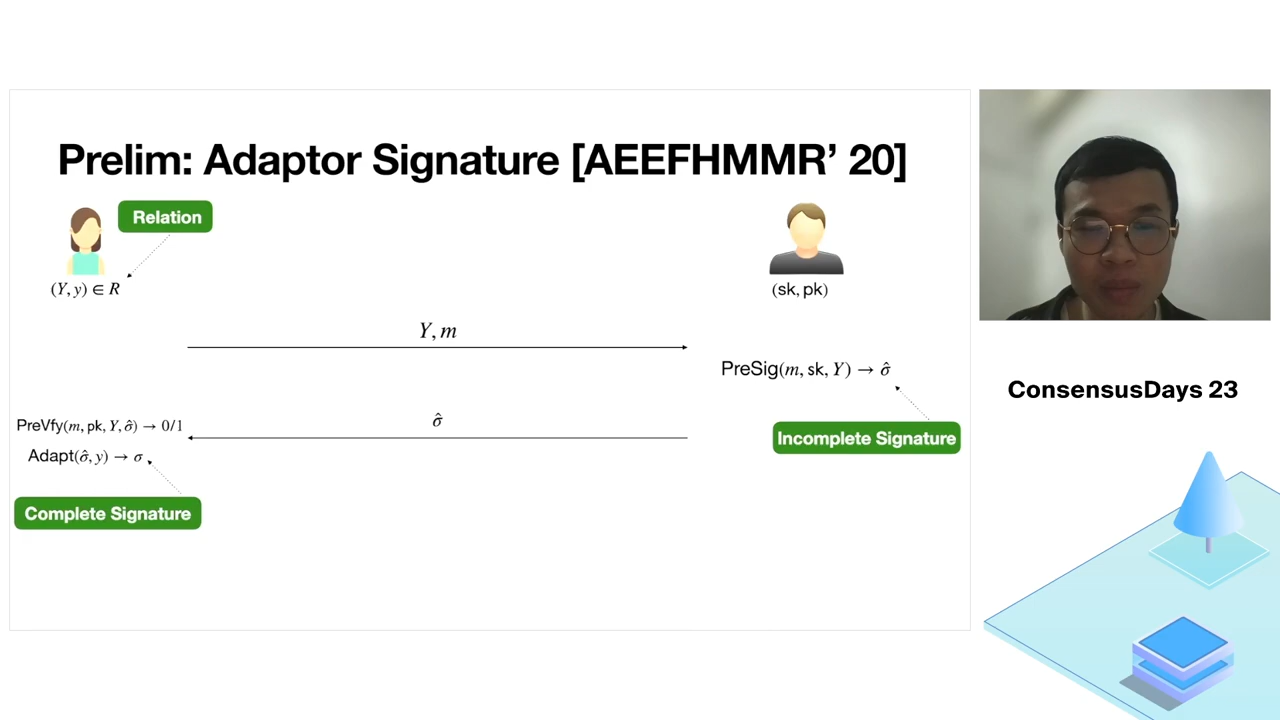 Prelim: Adaptor Signature [AEEFHMMR’ 20]
Relation
(Y, y) ∈ R
(sk, pk)
Y, m
PreSig(m, sk, Y) → σ̂
σ̂
PreVfy(m, pk, Y, σ̂) → 0/1
Adapt(σ̂, y) → σ
Incomplete Signature
Complete Signature
ConsensusDays 23